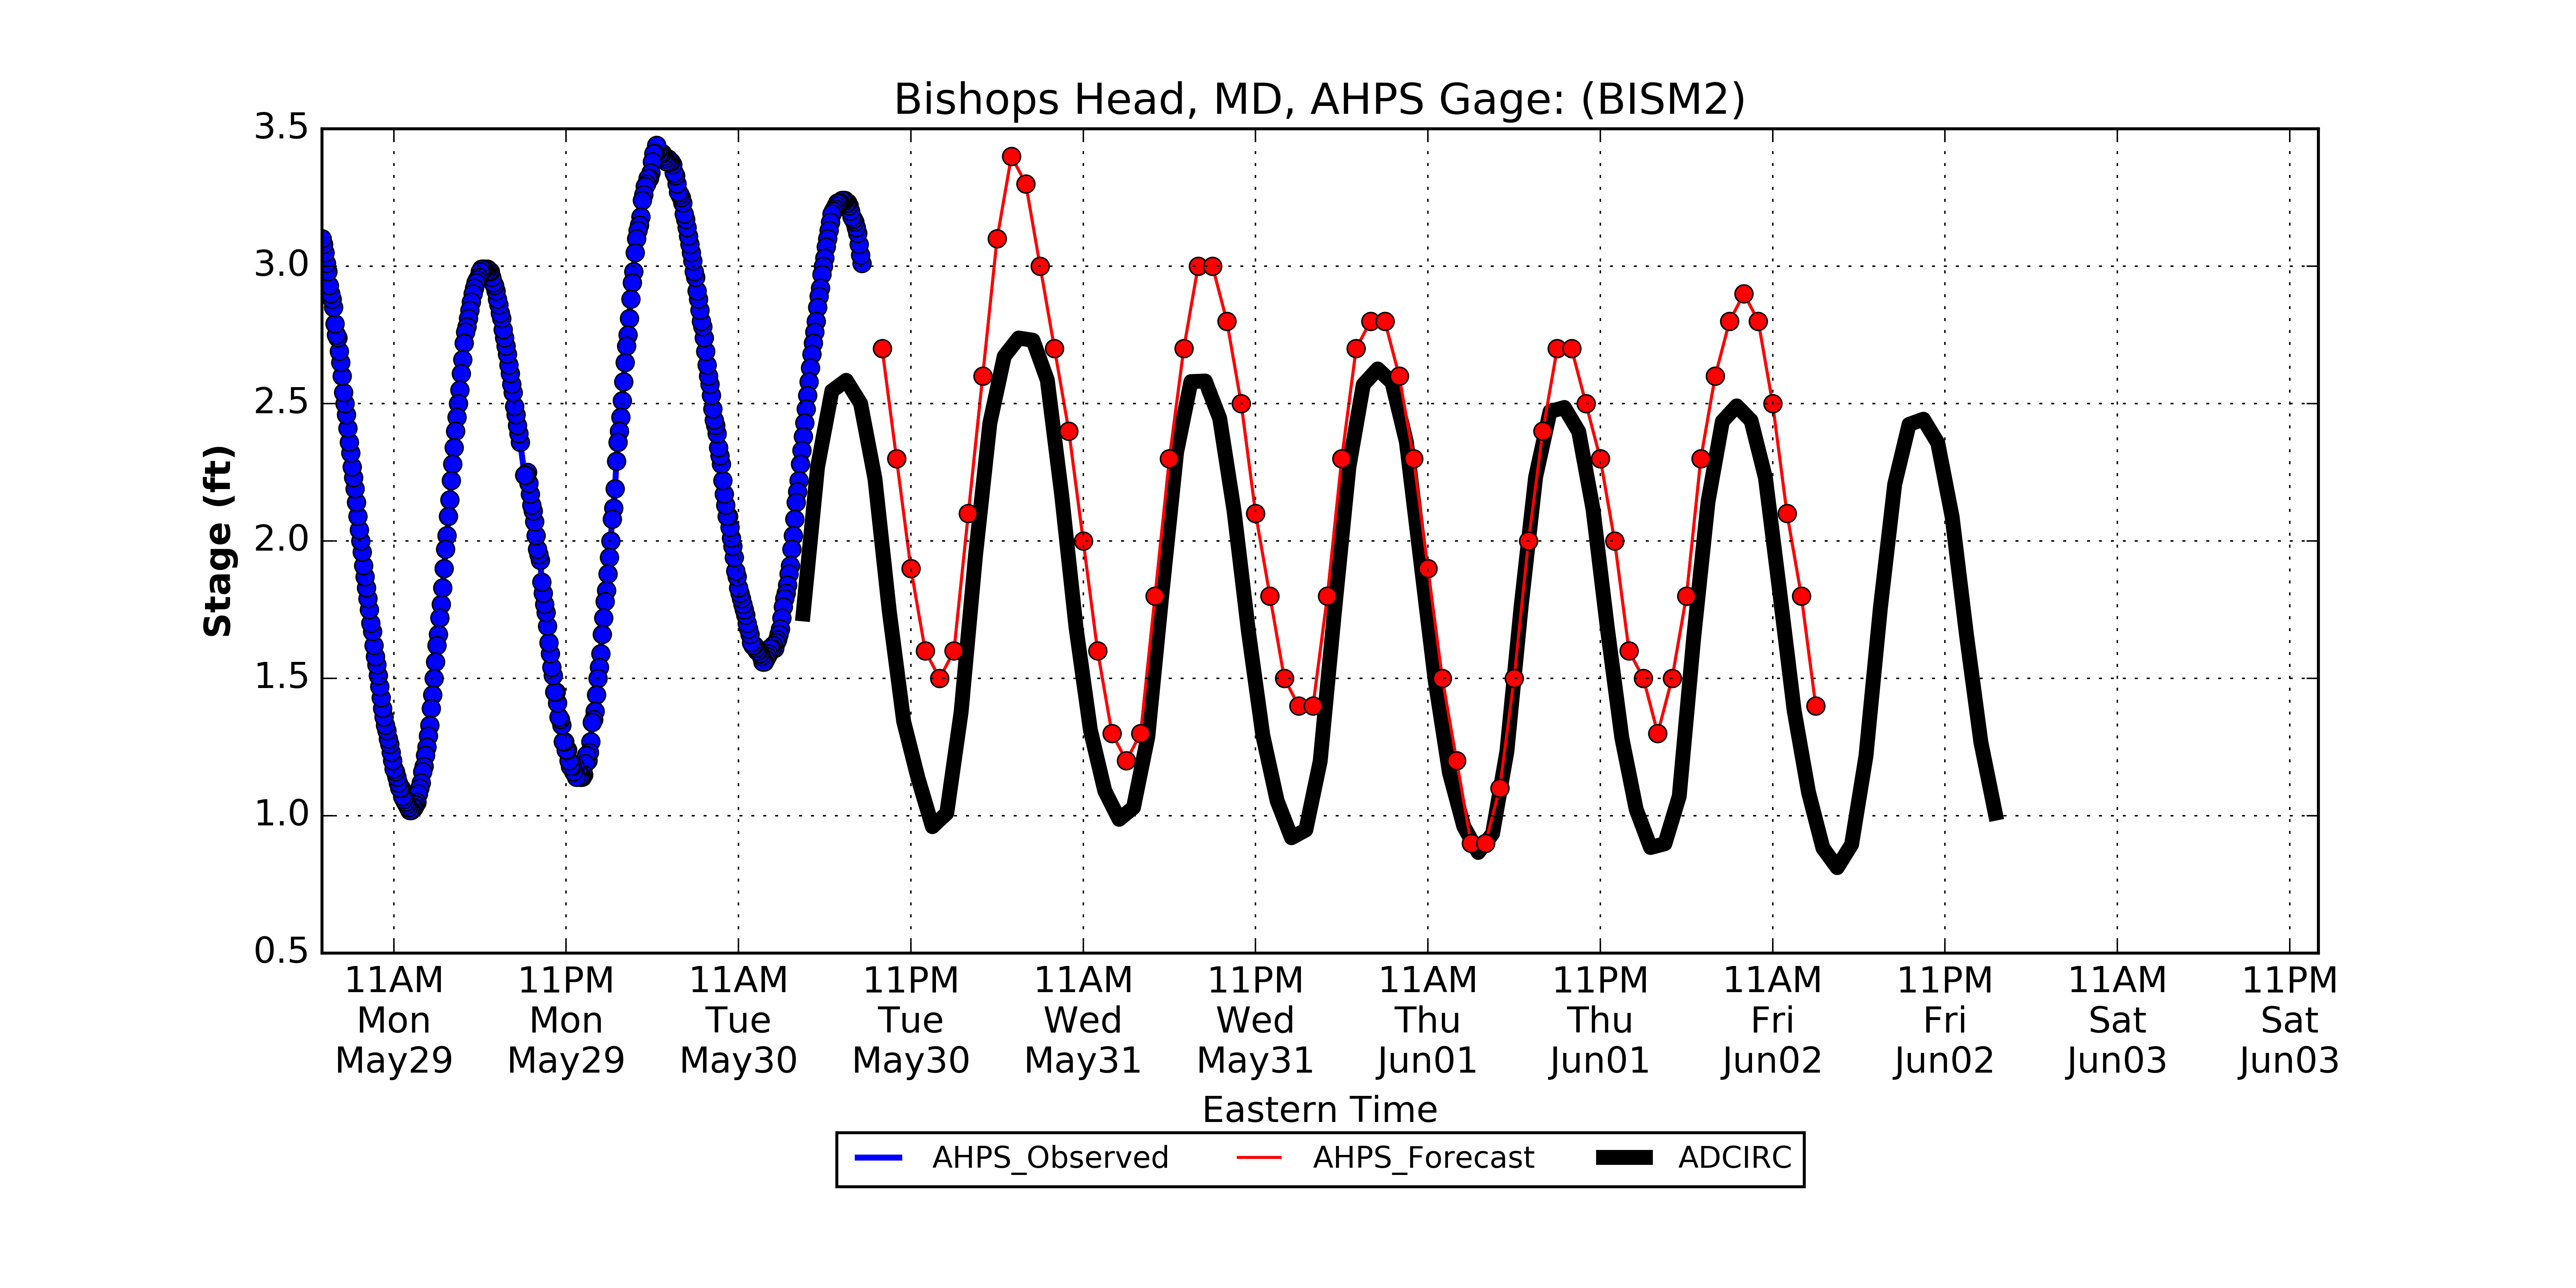 Bishops Head, MD, AHPS Gage: (BISM2)
Stage (ft)
3.5
3.0
2.5
2.0
1.5
1.0
0.5
11AM 11PM 11AM 11PM 11AM 11PM 11AM 11PM 11AM 11PM 11AM 11PM
Mon Mon Tue Tue Wed Wed Thu Thu Fri Fri Sat Sat
May29 May29 May30 May30 May31 May31 Jun01 Jun01 Jun02 Jun02 Jun03 Jun03
Eastern Time
AHPS_Observed AHPS_Forecast ADCIRC